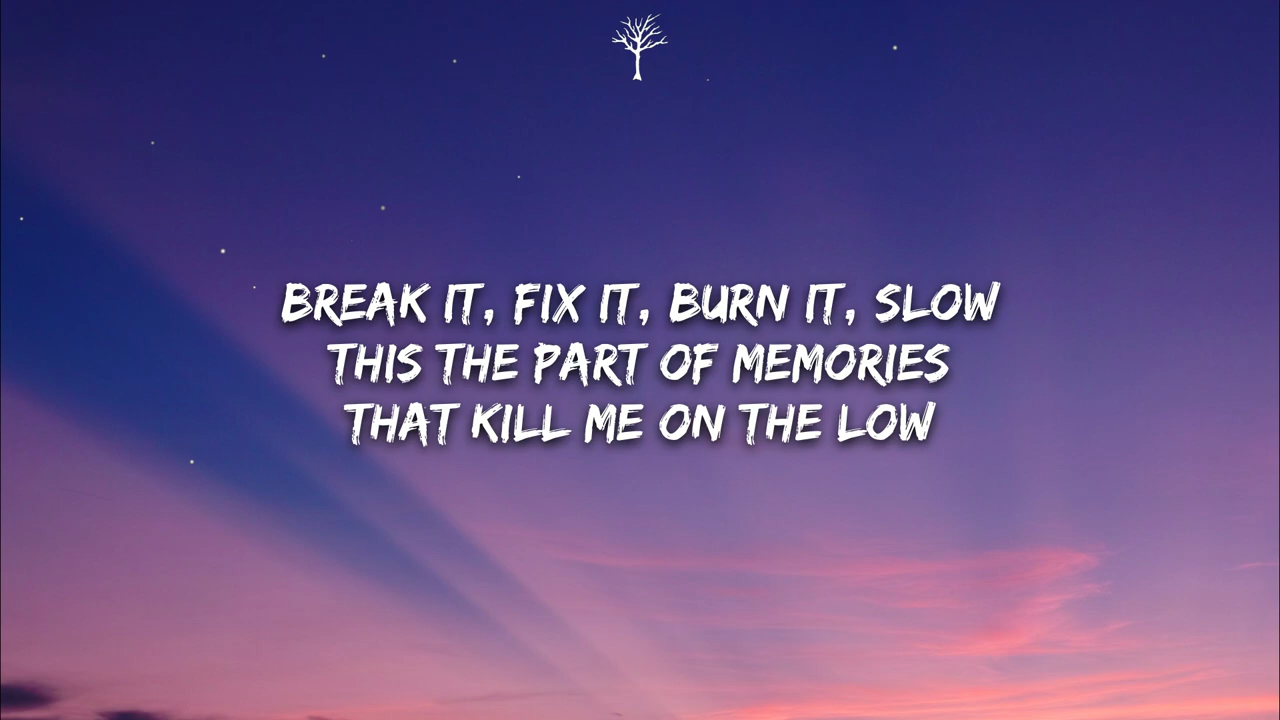 BREAK IT, FIX IT, BURN IT, SLOW
THIS THE PART OF MEMORIES
THAT KILL ME ON THE LOW